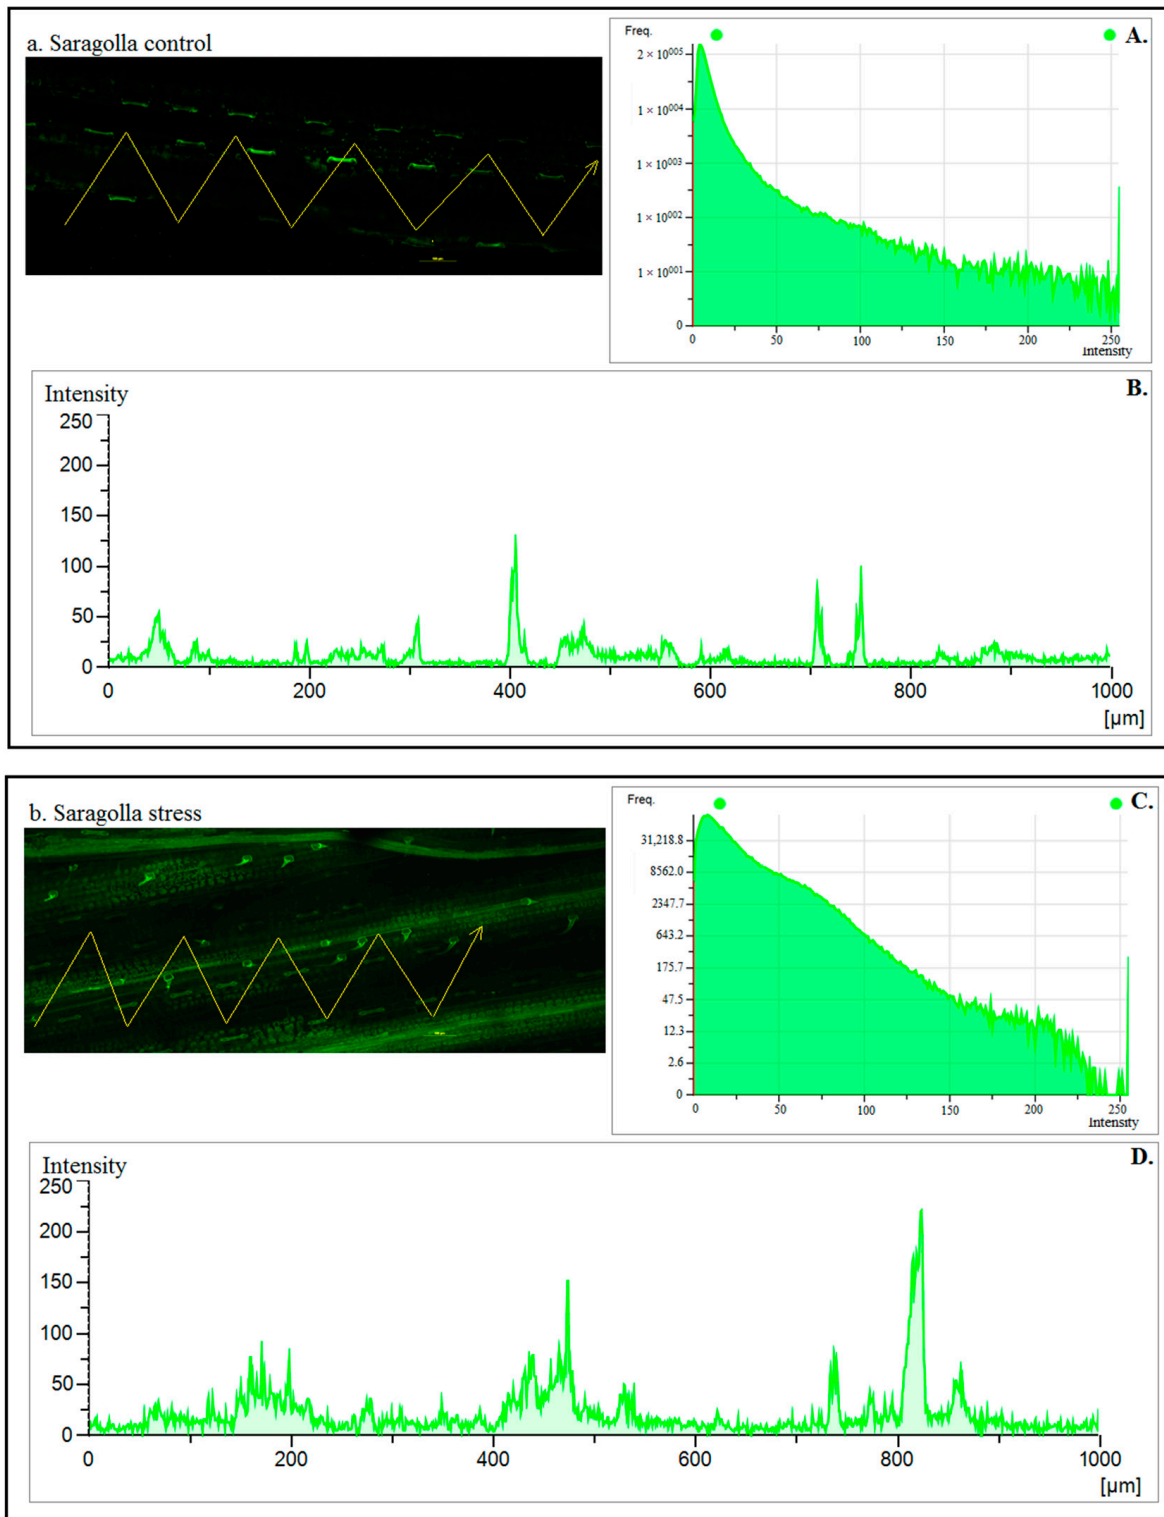 a. Saragolla control
Freq.
A.
2 × 10⁰⁰⁵
1 × 10⁰⁰⁴
1 × 10⁰⁰³
1 × 10⁰⁰²
1 × 10⁰⁰¹
0
0 50 100 150 200 250
Intensity
B.
Intensity
250
200
150
100
50
0
0 200 400 600 800 1000
[µm]
b. Saragolla stress
Freq.
C.
31,218.8
8562.0
2347.7
643.2
175.7
47.5
12.3
2.6
0
0 50 100 150 200 250
Intensity
D.
Intensity
250
200
150
100
50
0
0 200 400 600 800 1000
[µm]